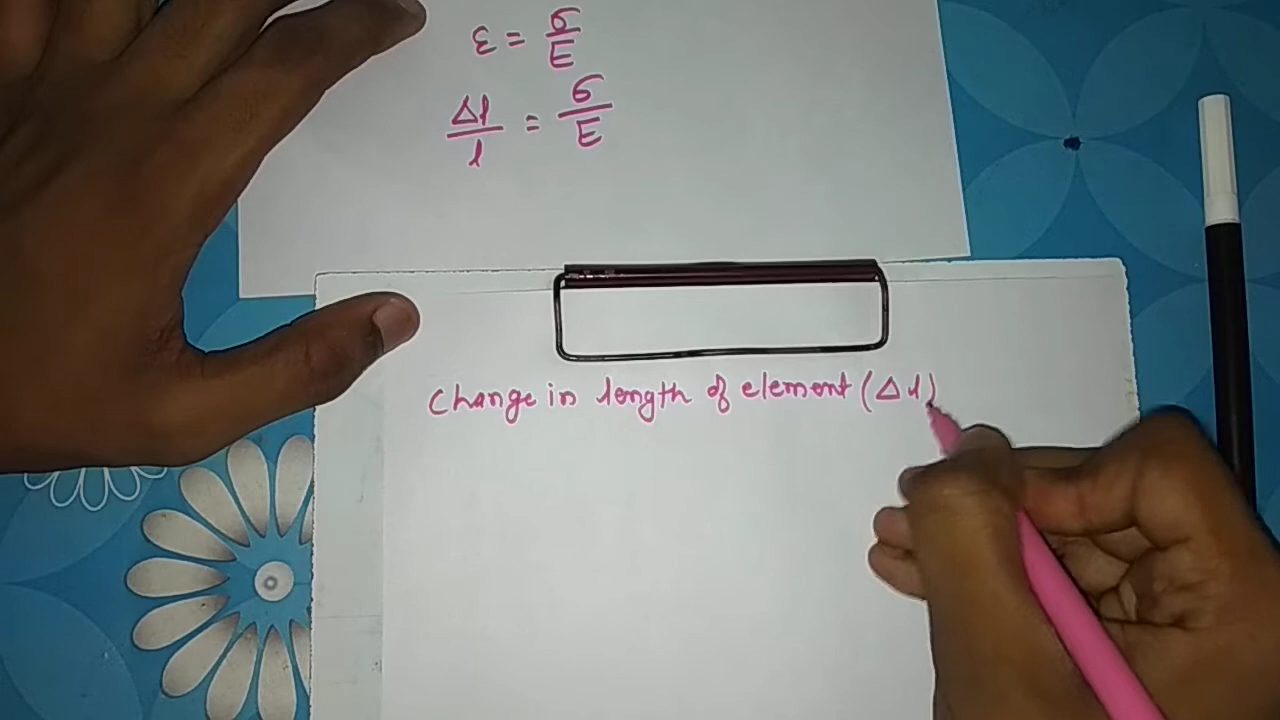 ε = σ/E
Δl/l = σ/E
Change in length of element (Δl)